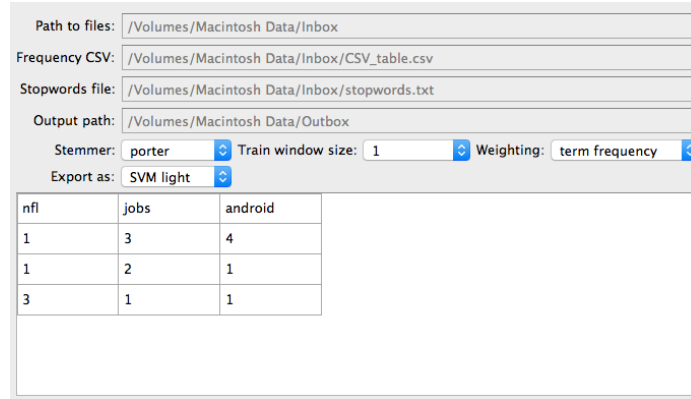 Path to files: /Volumes/Macintosh Data/Inbox
Frequency CSV: /Volumes/Macintosh Data/Inbox/CSV_table.csv
Stopwords file: /Volumes/Macintosh Data/Inbox/stopwords.txt
Output path: /Volumes/Macintosh Data/Outbox
Stemmer: porter Train window size: 1 Weighting: term frequency
Export as: SVM light
nfl jobs android
1 3 4
1 2 1
3 1 1